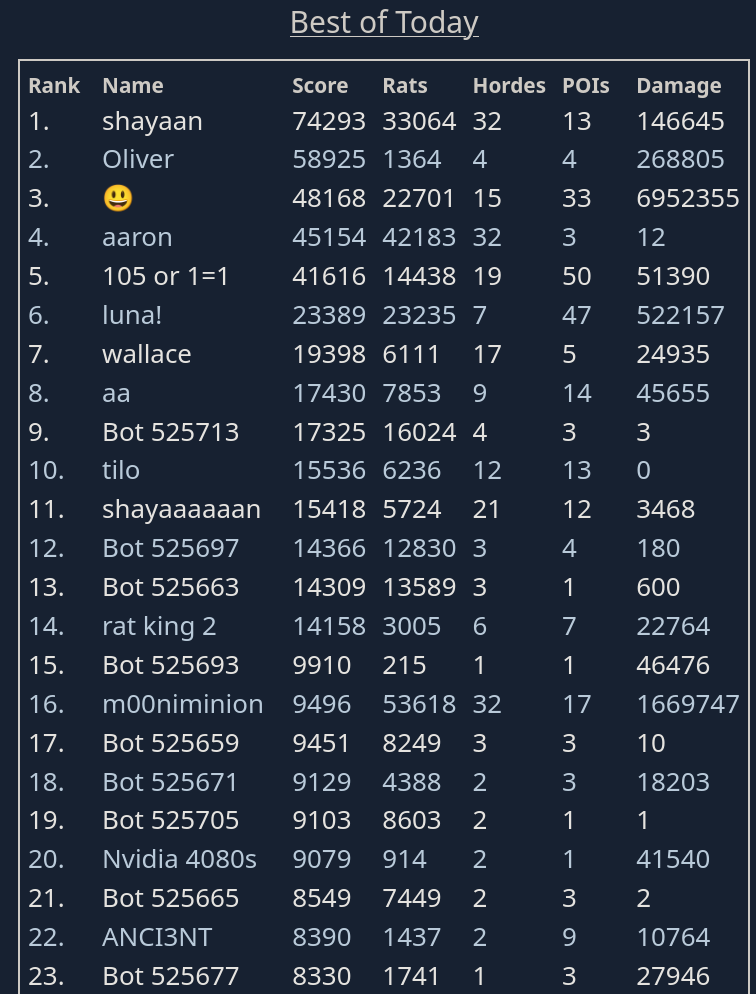 Best of Today
Rank Name Score Rats Hordes POIs Damage
1. shayaan 74293 33064 32 13 146645
2. Oliver 58925 1364 4 4 268805
3. 😃 48168 22701 15 33 6952355
4. aaron 45154 42183 32 3 12
5. 105 or 1=1 41616 14438 19 50 51390
6. luna! 23389 23235 7 47 522157
7. wallace 19398 6111 17 5 24935
8. aa 17430 7853 9 14 45655
9. Bot 525713 17325 16024 4 3 3
10. tilo 15536 6236 12 13 0
11. shayaaaaaan 15418 5724 21 12 3468
12. Bot 525697 14366 12830 3 4 180
13. Bot 525663 14309 13589 3 1 600
14. rat king 2 14158 3005 6 7 22764
15. Bot 525693 9910 215 1 1 46476
16. m00niminion 9496 53618 32 17 1669747
17. Bot 525659 9451 8249 3 3 10
18. Bot 525671 9129 4388 2 3 18203
19. Bot 525705 9103 8603 2 1 1
20. Nvidia 4080s 9079 914 2 1 41540
21. Bot 525665 8549 7449 2 3 2
22. ANCI3NT 8390 1437 2 9 10764
23. Bot 525677 8330 1741 1 3 27946